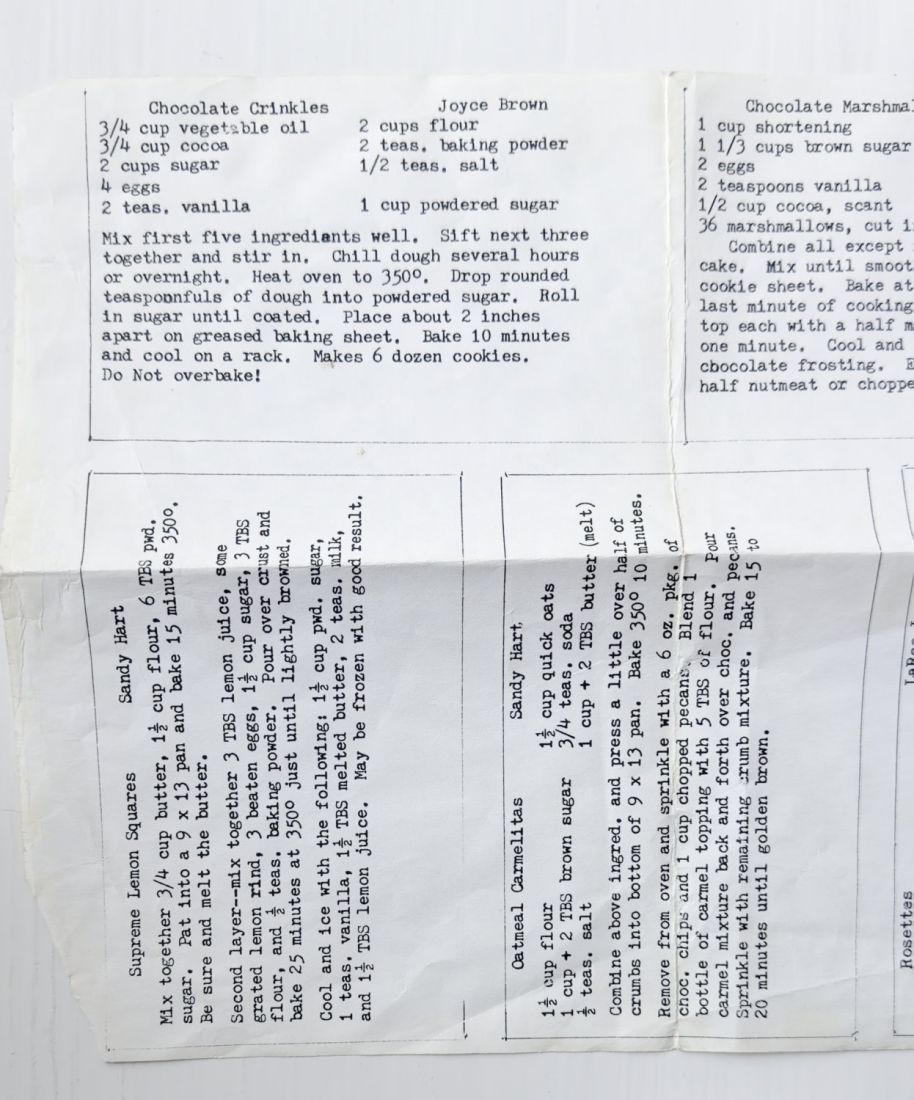 Chocolate Crinkles Joyce Brown
3/4 cup vegetable oil 2 cups flour
3/4 cup cocoa 2 teas. baking powder
2 cups sugar 1/2 teas. salt
4 eggs
2 teas. vanilla 1 cup powdered sugar
Mix first five ingredients well. Sift next three
together and stir in. Chill dough several hours
or overnight. Heat oven to 350º. Drop rounded
teaspoonfuls of dough into powdered sugar. Roll
in sugar until coated. Place about 2 inches
apart on greased baking sheet. Bake 10 minutes
and cool on a rack. Makes 6 dozen cookies.
Do Not overbake!
Chocolate Marshmal
1 cup shortening
1 1/3 cups brown sugar
2 eggs
2 teaspoons vanilla
1/2 cup cocoa, scant
36 marshmallows, cut i
Combine all except
cake. Mix until smoot
cookie sheet. Bake at
last minute of cooking
top each with a half m
one minute. Cool and
chocolate frosting.
half nutmeat or choppe
Supreme Lemon Squares Sandy Hart
Mix together 3/4 cup butter, 1½ cup flour, 6 TBS pwd.
sugar. Pat into a 9 x 13 pan and bake 15 minutes 350º.
Be sure and melt the butter.
Second layer--mix together 3 TBS lemon juice, some
grated lemon rind, 3 beaten eggs, 1½ cup sugar, 3 TBS
flour, and ½ teas. baking powder. Pour over crust and
bake 25 minutes at 350º just until lightly browned.
Cool and ice with the following: 1½ cup pwd. sugar,
1 teas. vanilla, 1½ TBS melted butter, 2 teas. milk,
and 1½ TBS lemon juice. May be frozen with good result.
Oatmeal Carmelitas Sandy Hart
1½ cup flour 1½ cup quick oats
1 cup + 2 TBS brown sugar 3/4 teas. soda
½ teas. salt 1 cup + 2 TBS butter (melt)
Combine above ingred. and press a little over half of
crumbs into bottom of 9 x 13 pan. Bake 350º 10 minutes.
Remove from oven and sprinkle with a 6 oz. pkg. of
choc. chips and 1 cup chopped pecans. Blend 1
bottle of carmel topping with 5 TBS of flour. Pour
carmel mixture back and forth over choc. and pecans.
Sprinkle with remaining crumb mixture. Bake 15 to
20 minutes until golden brown.
Rosettes